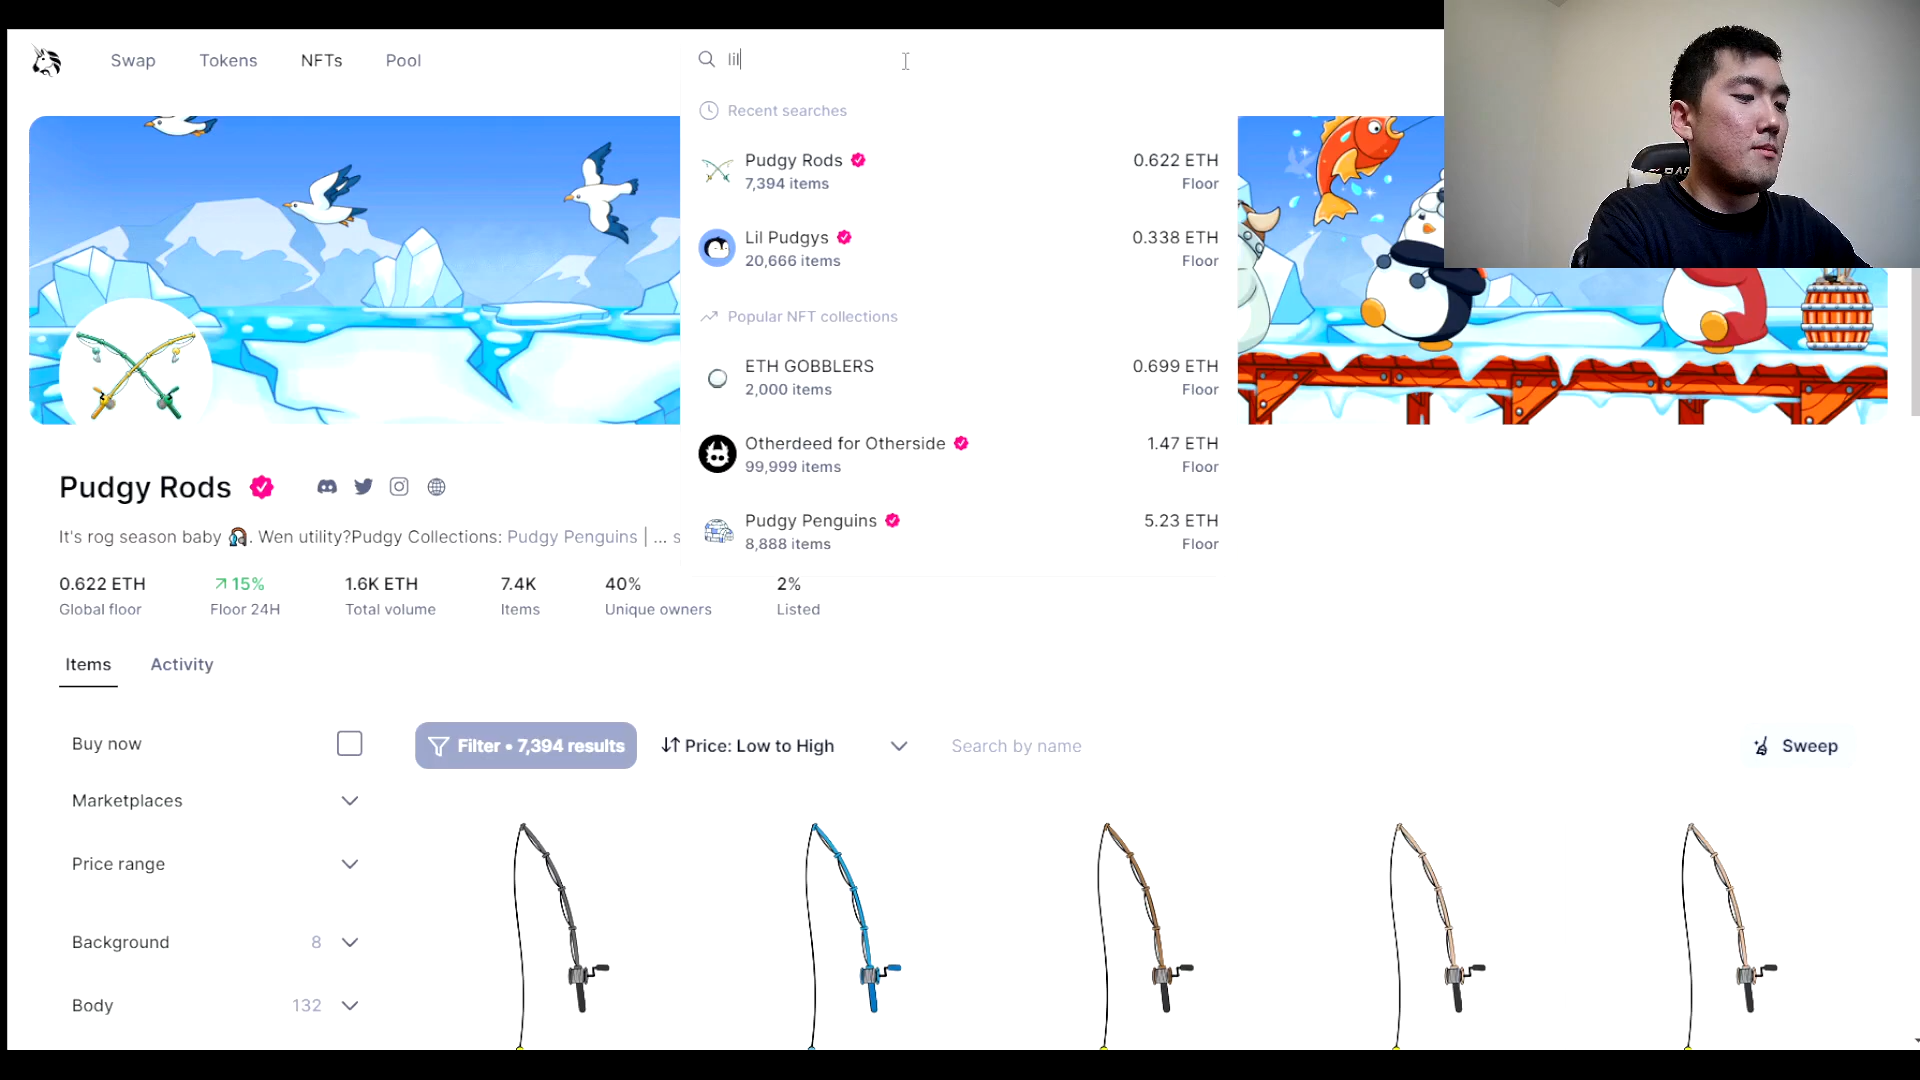 Swap
Tokens
NFTs
Pool
lil
Recent searches
Pudgy Rods
0.622 ETH
7,394 items
Floor
Lil Pudgys
0.338 ETH
20,666 items
Floor
Popular NFT collections
ETH GOBBLERS
0.699 ETH
2,000 items
Floor
Otherdeed for Otherside
1.47 ETH
99,999 items
Floor
Pudgy Penguins
5.23 ETH
8,888 items
Floor
Pudgy Rods
It's rog season baby. Wen utility?Pudgy Collections: Pudgy Penguins | ... s
0.622 ETH
Global floor
15%
Floor 24H
1.6K ETH
Total volume
7.4K
Items
40%
Unique owners
2%
Listed
Items
Activity
Buy now
Filter • 7,394 results
Price: Low to High
Search by name
Sweep
Marketplaces
Price range
Background 8
Body 132